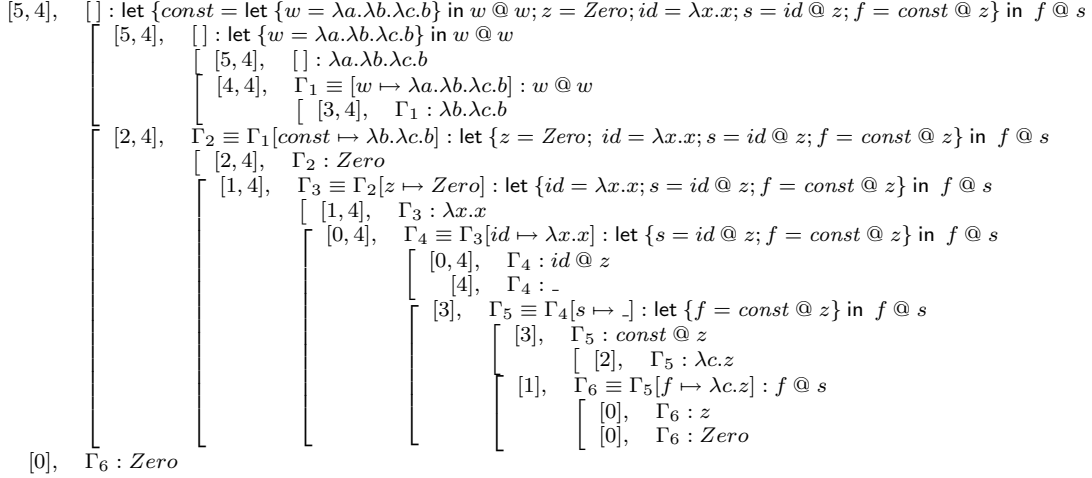 [5, 4], [ ] : let {const = let {w = λa.λb.λc.b} in w @ w; z = Zero; id = λx.x; s = id @ z; f = const @ z} in f @ s
[5, 4], [ ] : let {w = λa.λb.λc.b} in w @ w
[5, 4], [ ] : λa.λb.λc.b
[4, 4], Γ₁ ≡ [w ↦ λa.λb.λc.b] : w @ w
[3, 4], Γ₁ : λb.λc.b
[2, 4], Γ₂ ≡ Γ₁[const ↦ λb.λc.b] : let {z = Zero; id = λx.x; s = id @ z; f = const @ z} in f @ s
[2, 4], Γ₂ : Zero
[1, 4], Γ₃ ≡ Γ₂[z ↦ Zero] : let {id = λx.x; s = id @ z; f = const @ z} in f @ s
[1, 4], Γ₃ : λx.x
[0, 4], Γ₄ ≡ Γ₃[id ↦ λx.x] : let {s = id @ z; f = const @ z} in f @ s
[0, 4], Γ₄ : id @ z
[4], Γ₄ : _
[3], Γ₅ ≡ Γ₄[s ↦ _] : let {f = const @ z} in f @ s
[3], Γ₅ : const @ z
[2], Γ₅ : λc.z
[1], Γ₆ ≡ Γ₅[f ↦ λc.z] : f @ s
[0], Γ₆ : z
[0], Γ₆ : Zero
[0], Γ₆ : Zero